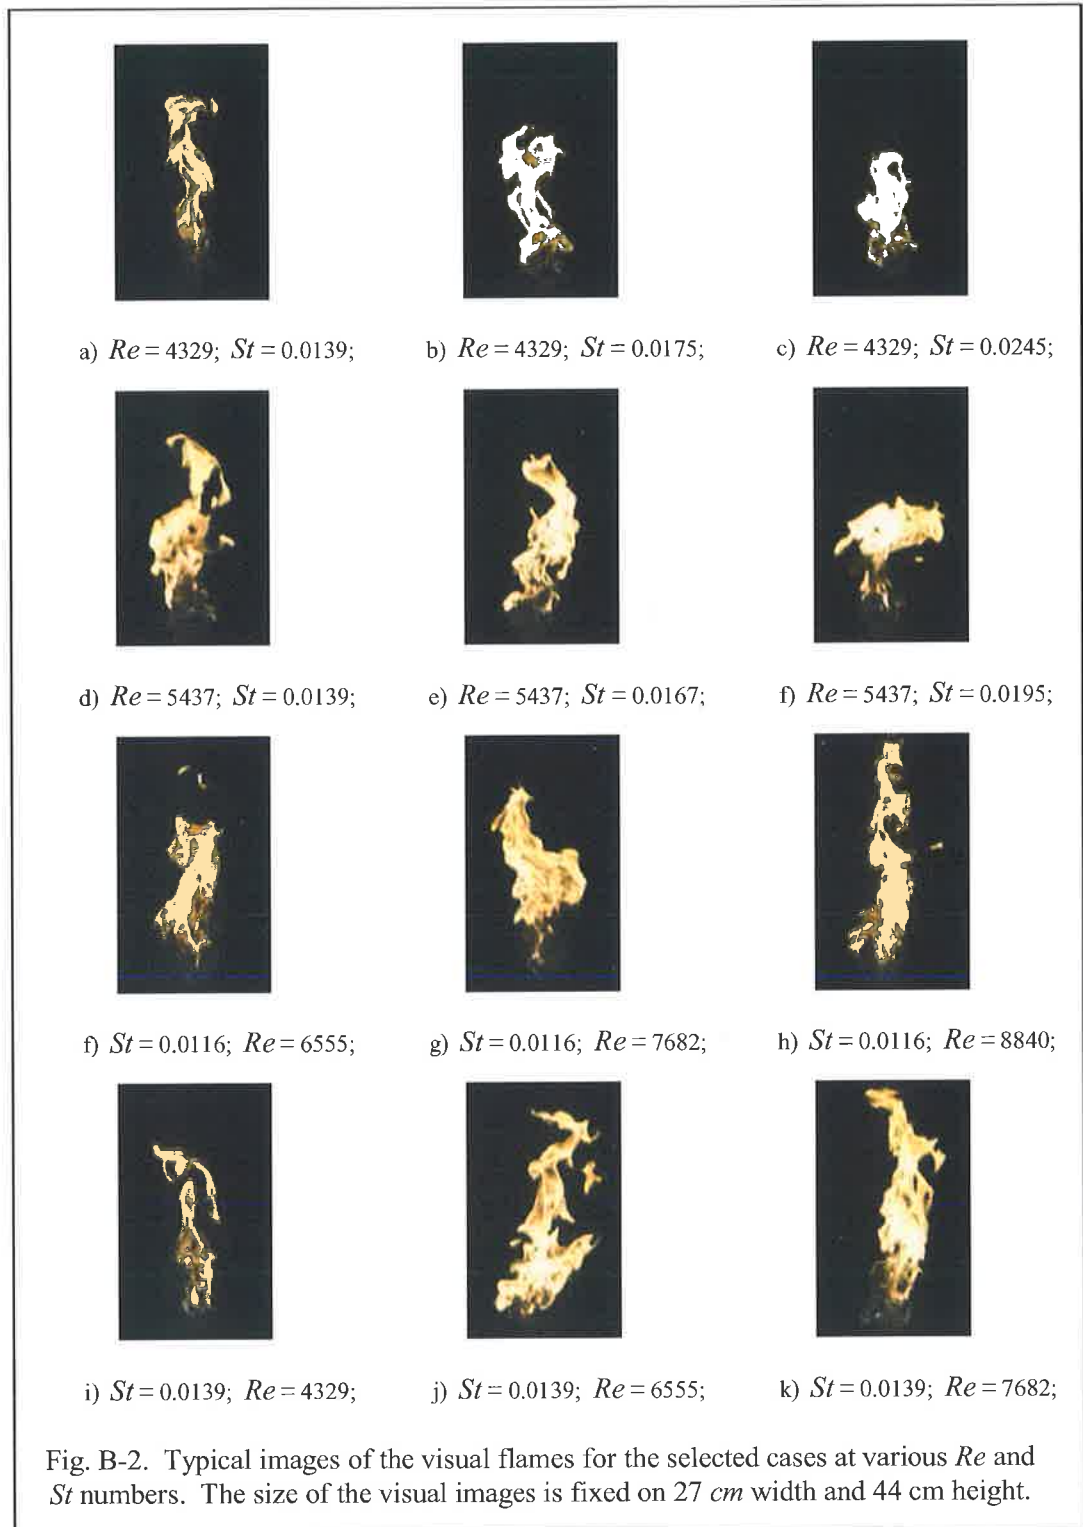 a) Re = 4329; St = 0.0139;
b) Re = 4329; St = 0.0175;
c) Re = 4329; St = 0.0245;
d) Re = 5437; St = 0.0139;
e) Re = 5437; St = 0.0167;
f) Re = 5437; St = 0.0195;
f) St = 0.0116; Re = 6555;
g) St = 0.0116; Re = 7682;
h) St = 0.0116; Re = 8840;
i) St = 0.0139; Re = 4329;
j) St = 0.0139; Re = 6555;
k) St = 0.0139; Re = 7682;
Fig. B-2. Typical images of the visual flames for the selected cases at various Re and
St numbers. The size of the visual images is fixed on 27 cm width and 44 cm height.